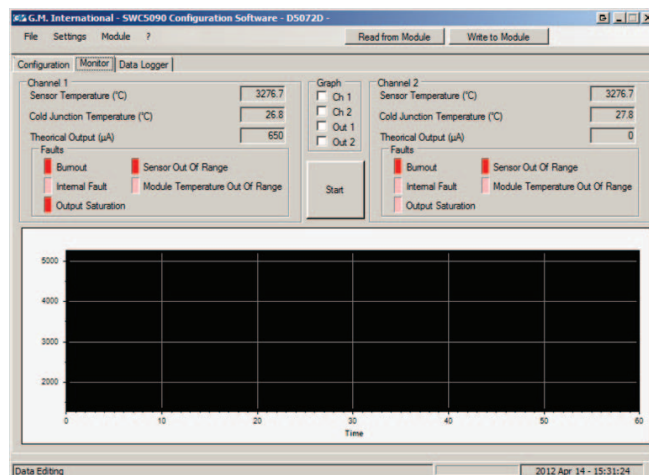 G.M. International - SWC5090 Configuration Software - D5072D -
File Settings Module ? Read from Module Write to Module
Configuration Monitor Data Logger
Channel 1
Sensor Temperature (°C) 3276.7
Cold Junction Temperature (°C) 26.8
Theorical Output (µA) 650
Faults
Burnout Sensor Out Of Range
Internal Fault Module Temperature Out Of Range
Output Saturation
Graph
Ch 1
Ch 2
Out 1
Out 2
Start
Channel 2
Sensor Temperature (°C) 3276.7
Cold Junction Temperature (°C) 27.8
Theorical Output (µA) 0
Faults
Burnout Sensor Out Of Range
Internal Fault Module Temperature Out Of Range
Output Saturation
5000
4000
3000
2000
0 10 20 30 40 50 60
Time
Data Editing 2012 Apr 14 - 15:31:24